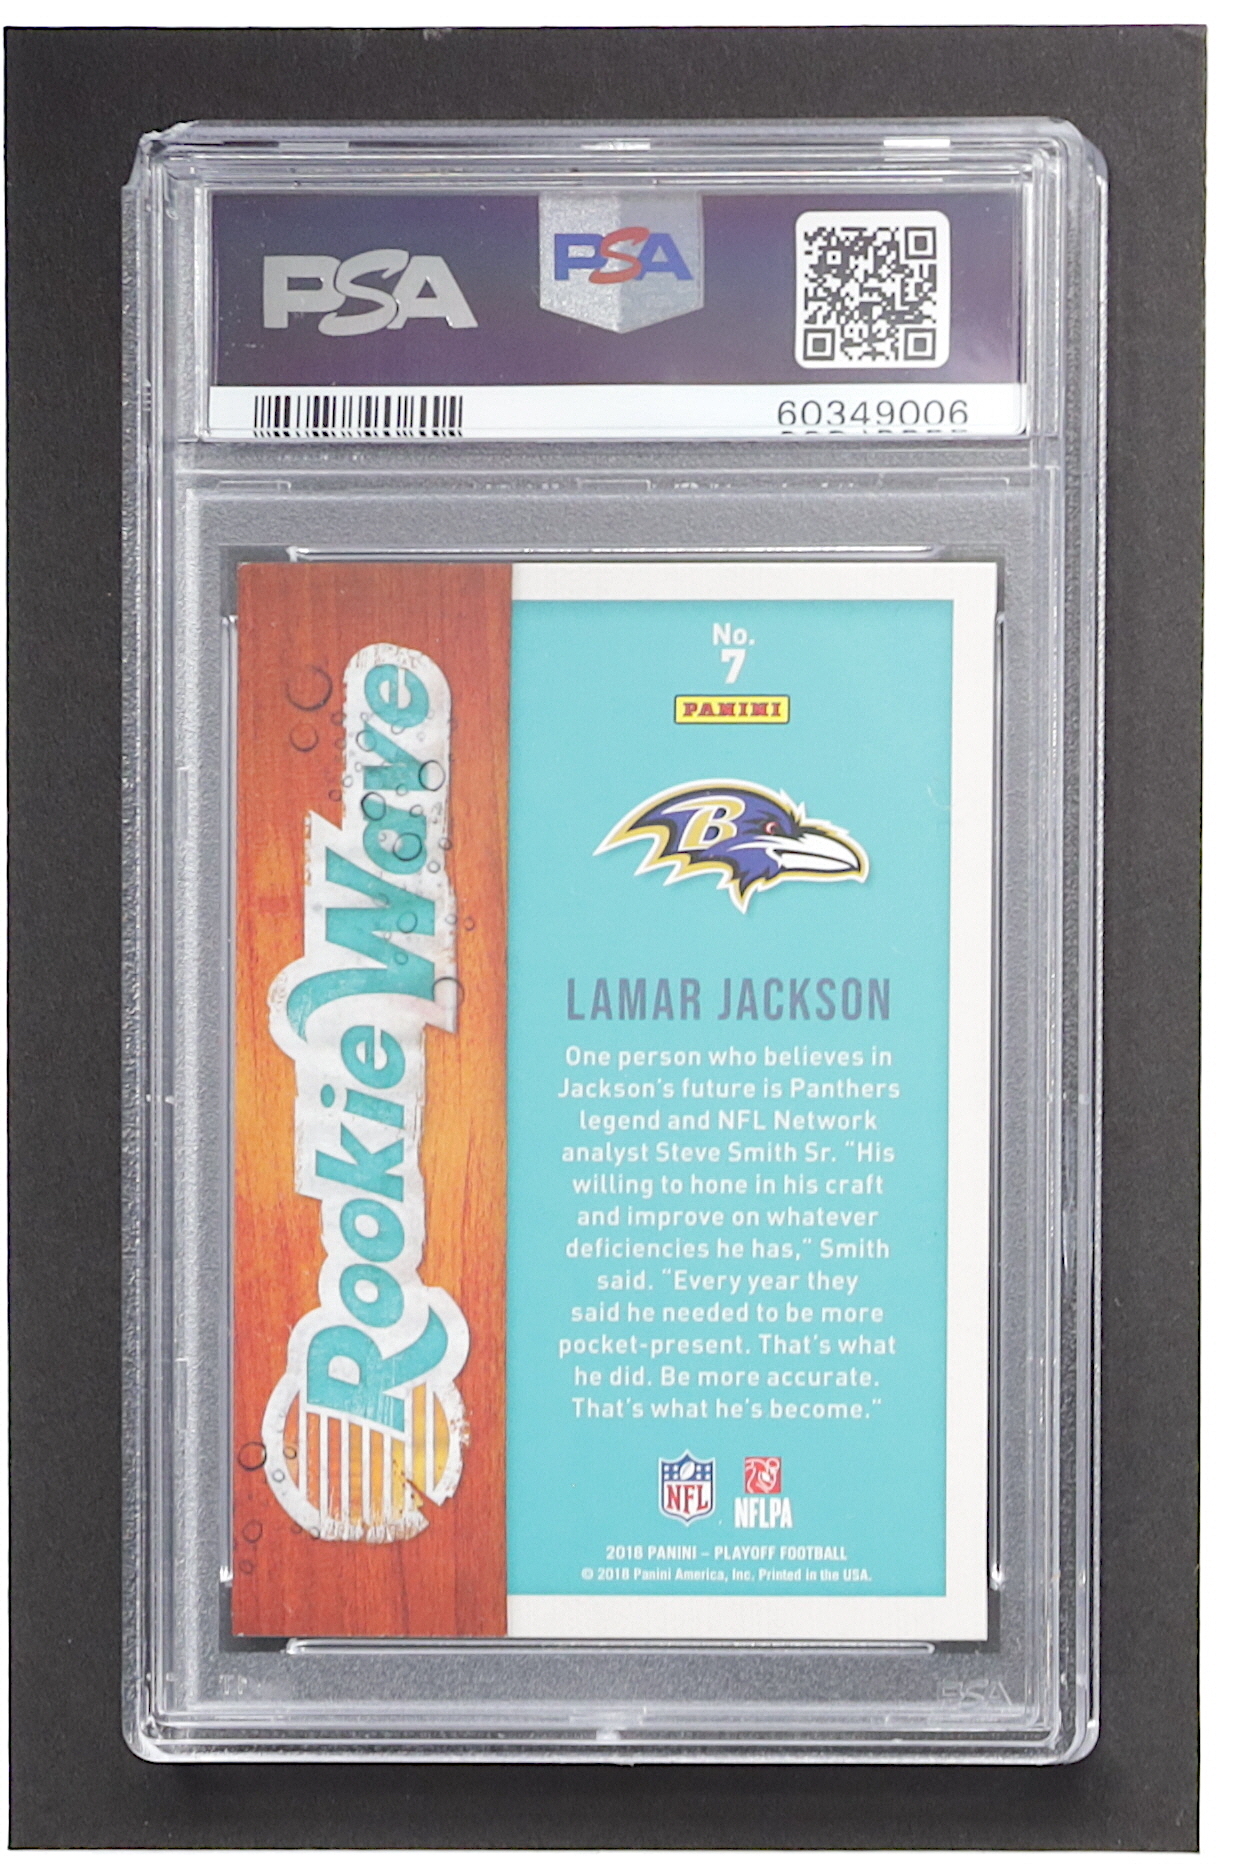 PSA
PSA
60349006
Rookie Wave
No.
7
PANINI
B
LAMAR JACKSON
One person who believes in
Jackson's future is Panthers
legend and NFL Network
analyst Steve Smith Sr. "His
willing to hone in his craft
and improve on whatever
deficiencies he has," Smith
said. "Every year they
said he needed to be more
pocket-present. That's what
he did. Be more accurate.
That's what he's become."
NFL
NFLPA
2018 PANINI – PLAYOFF FOOTBALL
© 2018 Panini America, Inc. Printed in the USA.
PSA